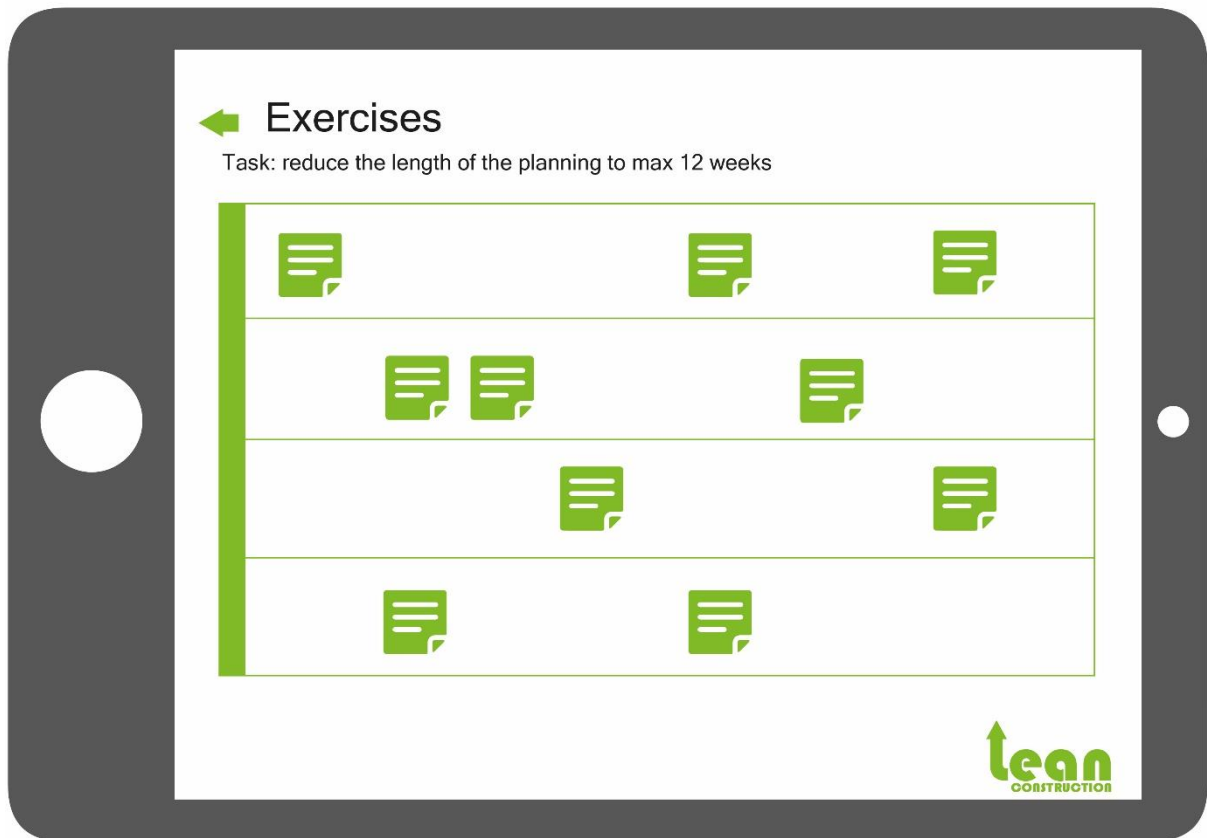 Exercises
Task: reduce the length of the planning to max 12 weeks
Lean
CONSTRUCTION